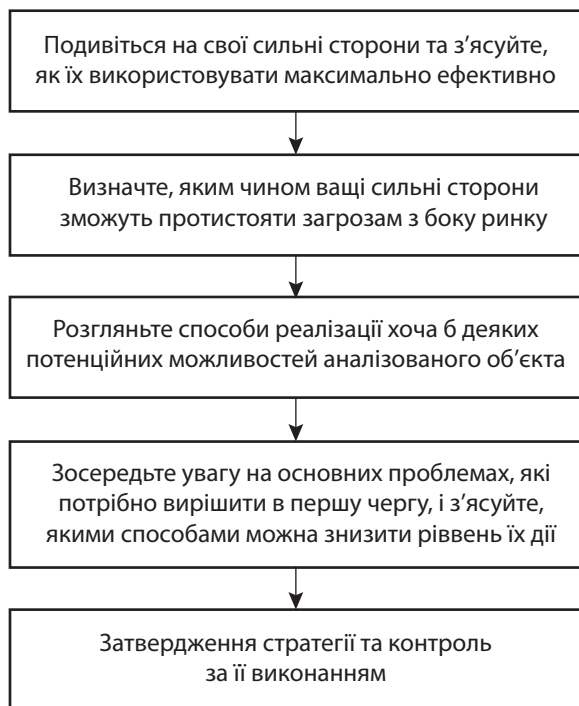 Подивіться на свої сильні сторони та з’ясуйте,
як їх використовувати максимально ефективно
Визначте, яким чином ващі сильні сторони
зможуть протистояти загрозам з боку ринку
Розгляньте способи реалізації хоча б деяких
потенційних можливостей аналізованого об’єкта
Зосередьте увагу на основних проблемах, які
потрібно вирішити в першу чергу, і з’ясуйте,
якими способами можна знизити ріввень їх дії
Затвердження стратегії та контроль
за її виконанням